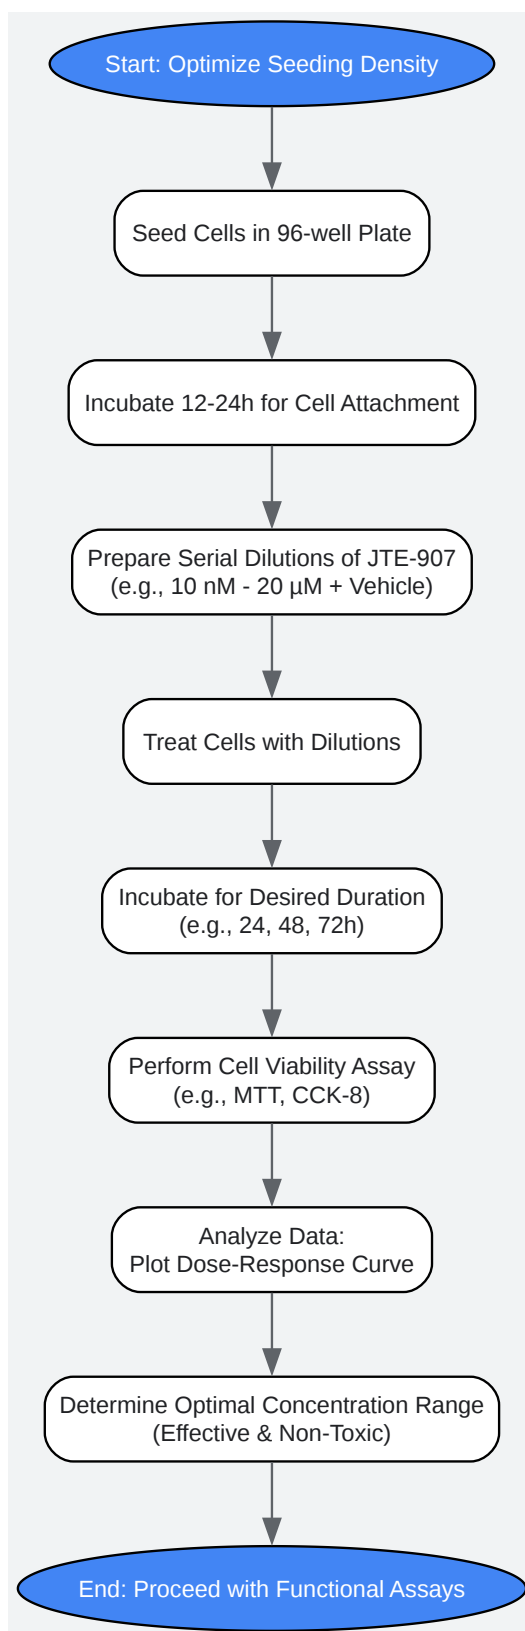 Start: Optimize Seeding Density
Seed Cells in 96-well Plate
Incubate 12-24h for Cell Attachment
Prepare Serial Dilutions of JTE-907
(e.g., 10 nM - 20 µM + Vehicle)
Treat Cells with Dilutions
Incubate for Desired Duration
(e.g., 24, 48, 72h)
Perform Cell Viability Assay
(e.g., MTT, CCK-8)
Analyze Data:
Plot Dose-Response Curve
Determine Optimal Concentration Range
(Effective & Non-Toxic)
End: Proceed with Functional Assays